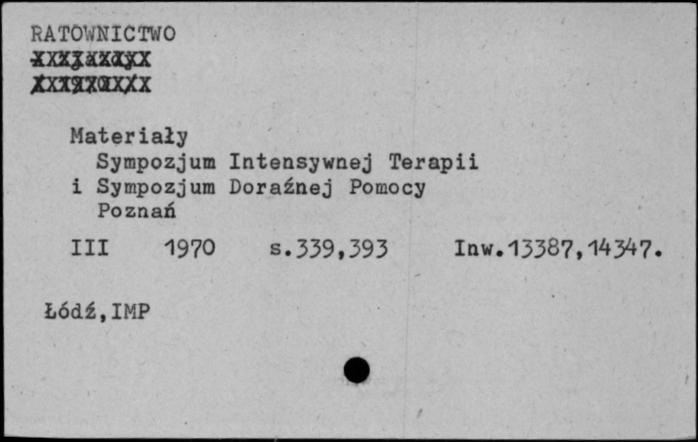 RATOWNICTWO
Materiały
Sympozjum Intensywnej Terapii
i Sympozjum Doraźnej Pomocy
Poznań
III 1970 s.339,393 Inw.13387,14347.
Łódź,IMP